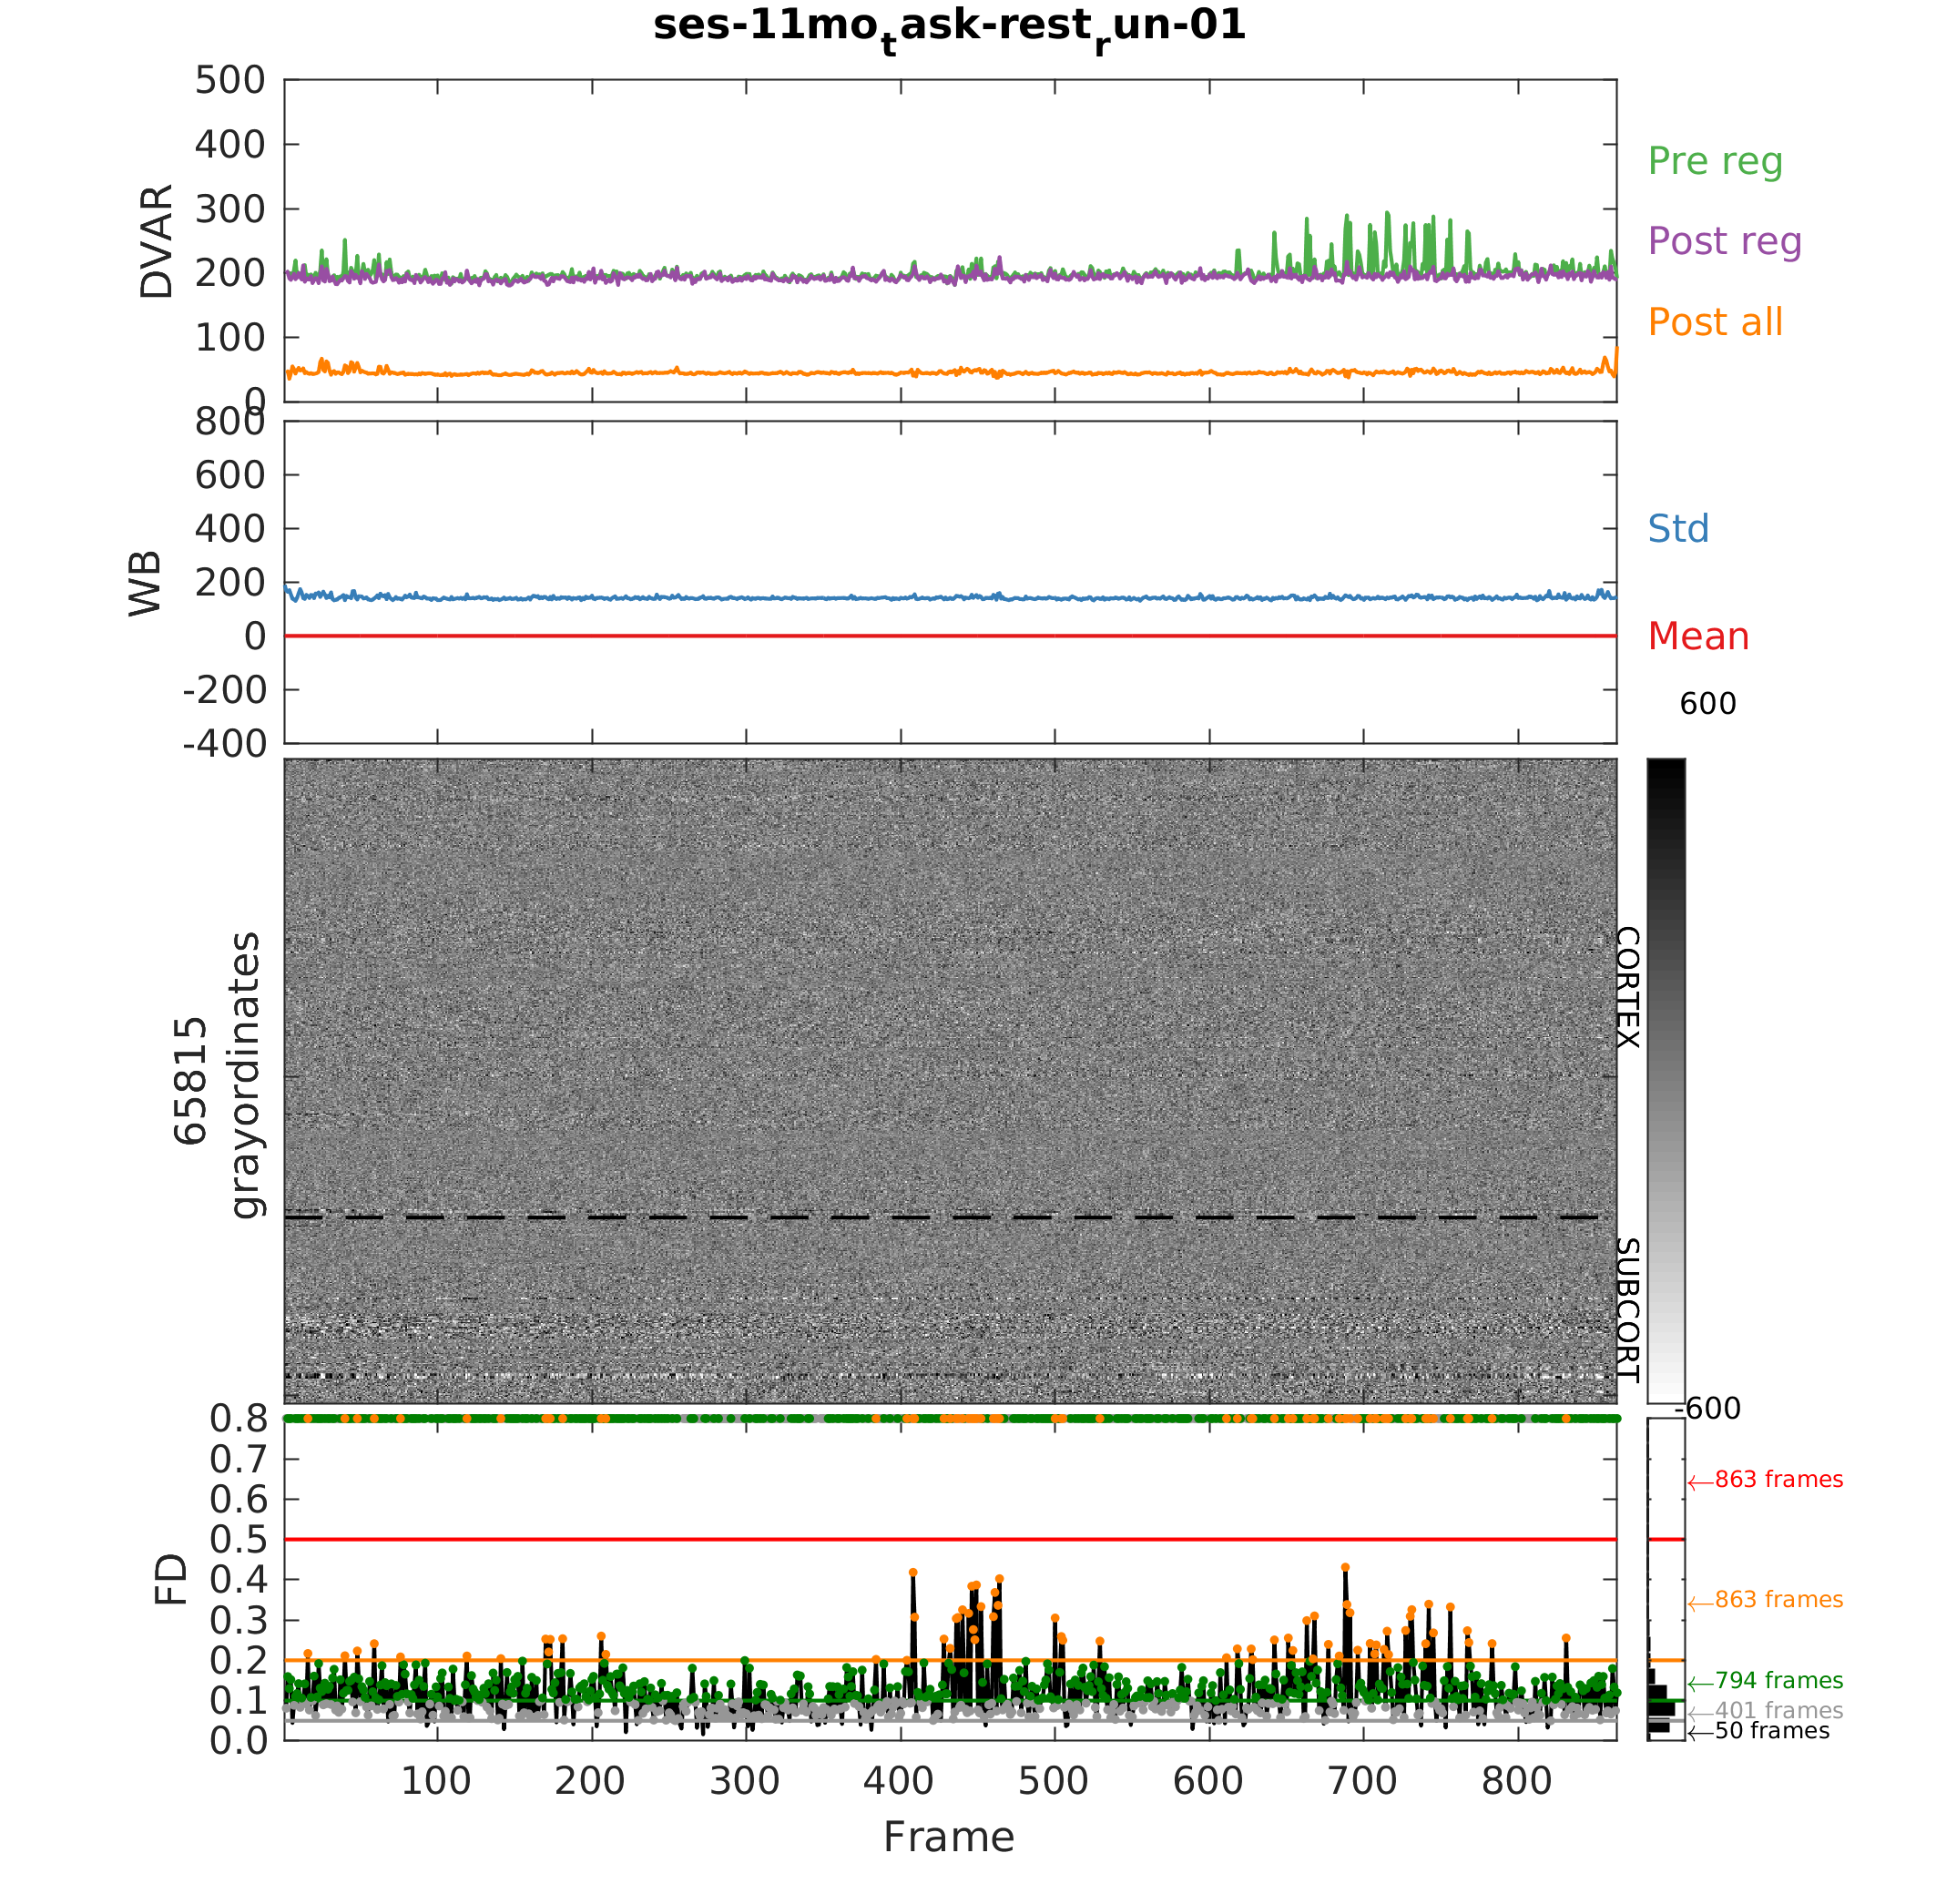 ses-11mo_task-rest_run-01
500
400
300
200
100
0
DVAR
Pre reg
Post reg
Post all
800
600
400
200
0
-200
-400
WB
Std
Mean
600
65815
grayordinates
CORTEX
SUBCORT
-600
0.8
0.7
0.6
0.5
0.4
0.3
0.2
0.1
0.0
FD
←863 frames
←863 frames
←794 frames
←401 frames
←50 frames
100 200 300 400 500 600 700 800
Frame